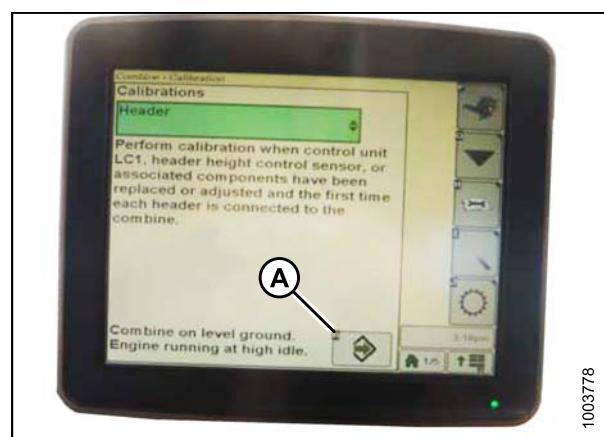 Combine - Calibration
Calibrations
Header
Perform calibration when control unit
LC1, header height control sensor, or
associated components have been
replaced or adjusted and the first time
each header is connected to the
combine.
A
Combine on level ground.
Engine running at high idle.
1/5
1003778